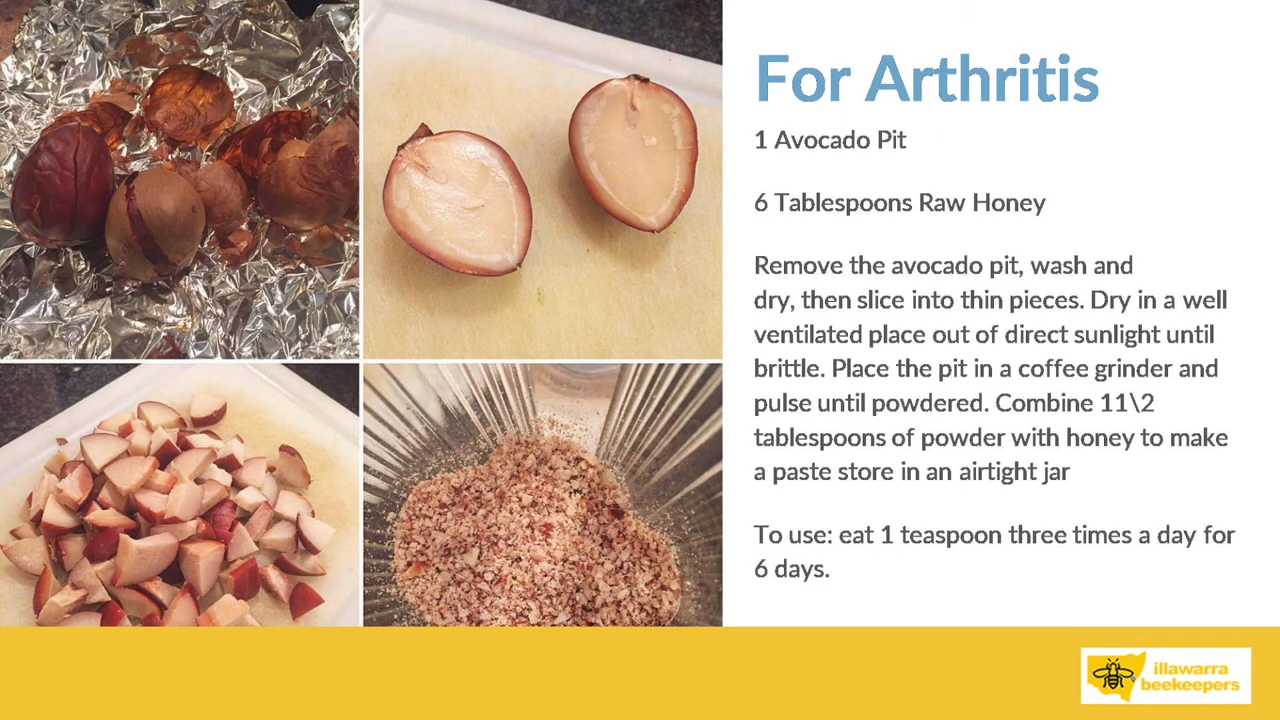 For Arthritis
1 Avocado Pit
6 Tablespoons Raw Honey
Remove the avocado pit, wash and
dry, then slice into thin pieces. Dry in a well
ventilated place out of direct sunlight until
brittle. Place the pit in a coffee grinder and
pulse until powdered. Combine 11\2
tablespoons of powder with honey to make
a paste store in an airtight jar
To use: eat 1 teaspoon three times a day for
6 days.
illawarra
beekeepers